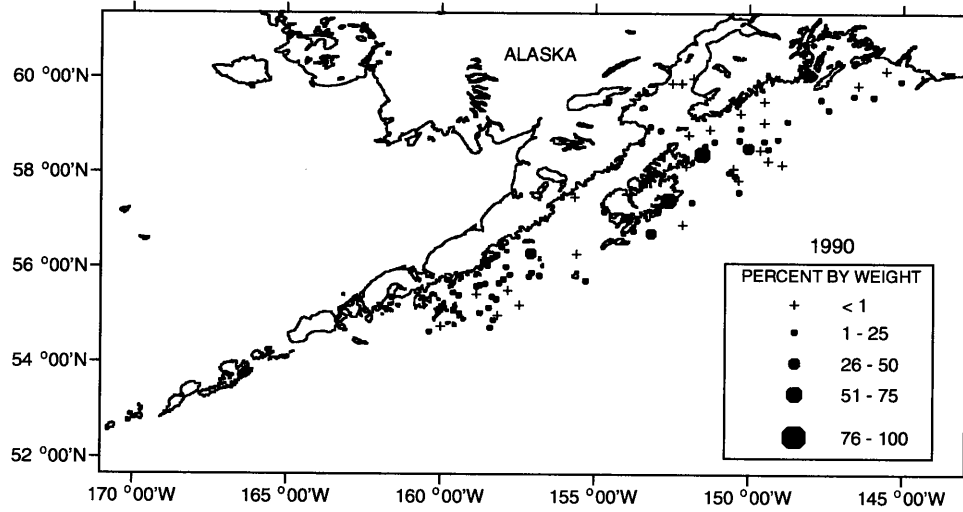 ALASKA
60 °00'N
58 °00'N
56 °00'N
54 °00'N
52 °00'N
1990
PERCENT BY WEIGHT
< 1
1 - 25
26 - 50
51 - 75
76 - 100
170 °00'W 165 °00'W 160 °00'W 155 °00'W 150 °00'W 145 °00'W